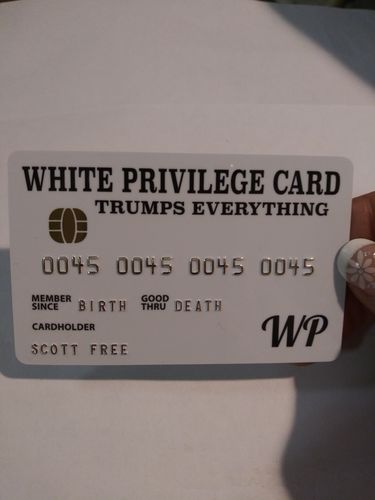 WHITE PRIVILEGE CARD
TRUMPS EVERYTHING
0045 0045 0045 0045
MEMBER SINCE BIRTH GOOD THRU DEATH
CARDHOLDER
SCOTT FREE
WP